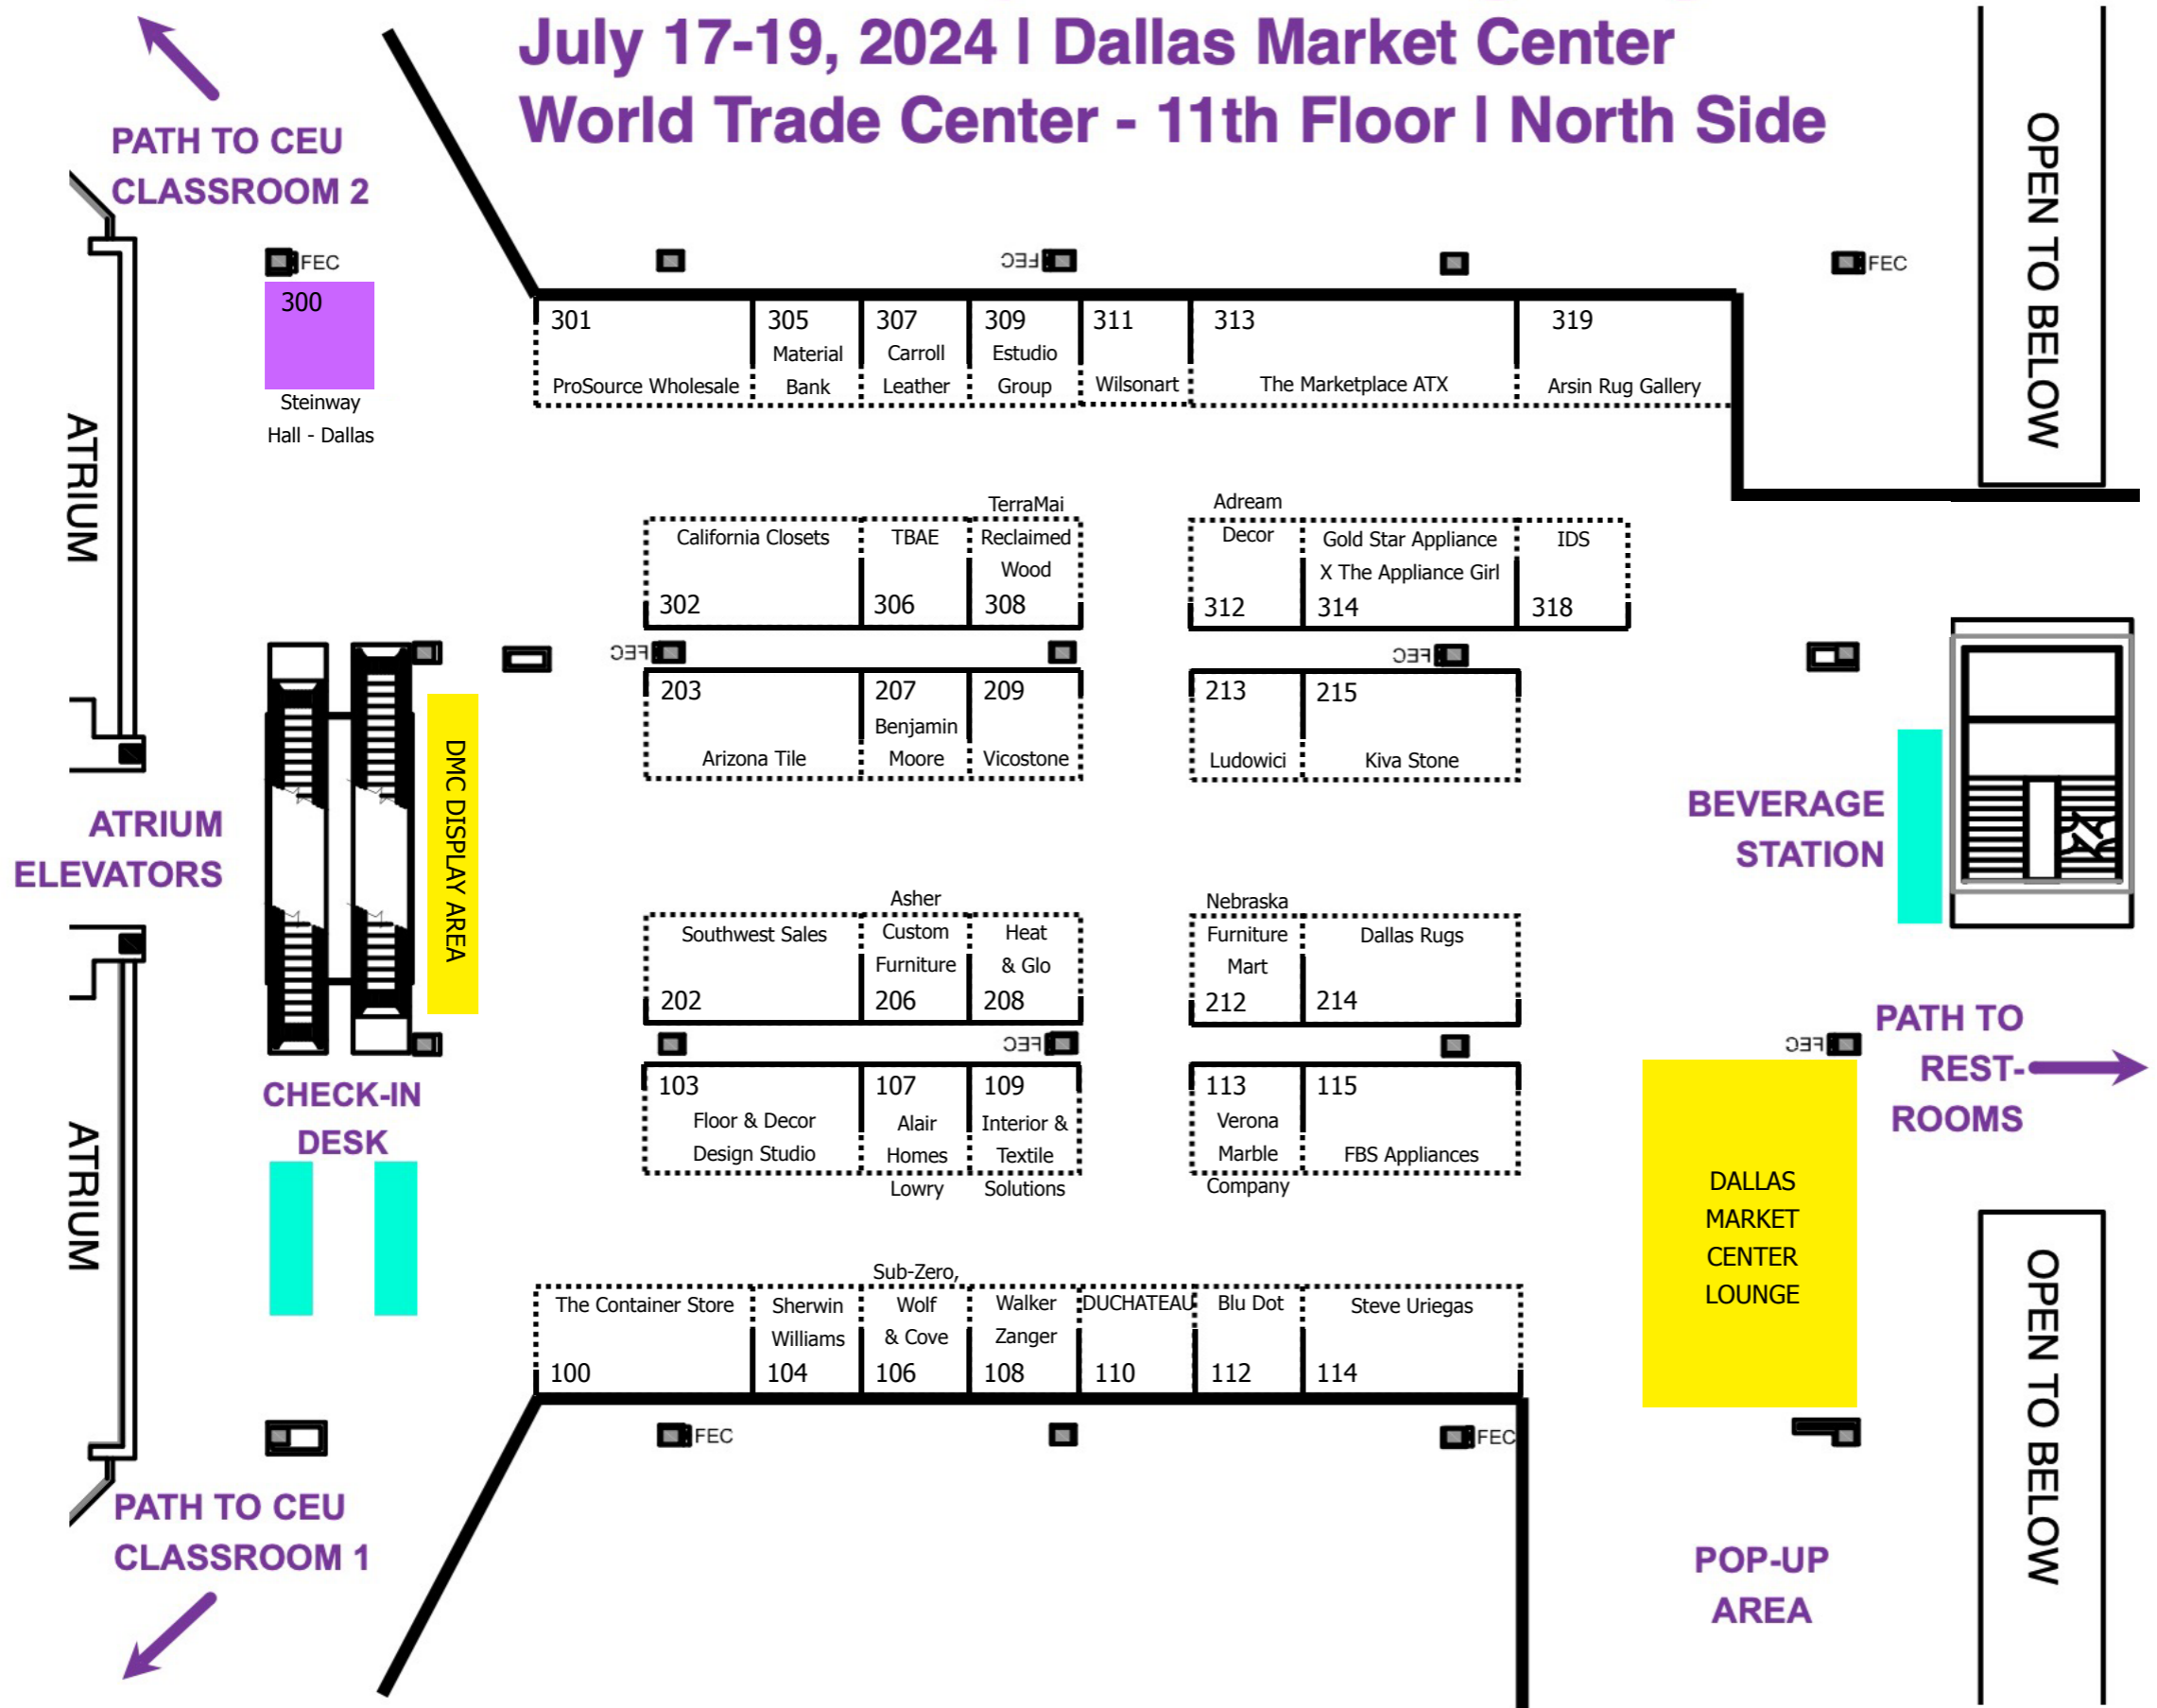 July 17-19, 2024 | Dallas Market Center
World Trade Center - 11th Floor | North Side
PATH TO CEU
CLASSROOM 2
OPEN TO BELOW
FEC
FEC
FEC
300
Steinway
Hall - Dallas
ATRIUM
301
ProSource Wholesale
305
Material
Bank
307
Carroll
Leather
309
Estudio
Group
311
Wilsonart
313
The Marketplace ATX
319
Arsin Rug Gallery
California Closets
302
TBAE
306
TerraMai
Reclaimed
Wood
308
Adream
Decor
312
Gold Star Appliance
X The Appliance Girl
314
IDS
318
FEC
FEC
203
Arizona Tile
207
Benjamin
Moore
209
Vicostone
213
Ludowici
215
Kiva Stone
DMC DISPLAY AREA
ATRIUM
ELEVATORS
BEVERAGE
STATION
Southwest Sales
202
Asher
Custom
Furniture
206
Heat
& Glo
208
Nebraska
Furniture
Mart
212
Dallas Rugs
214
FEC
FEC
PATH TO
REST-
ROOMS
CHECK-IN
DESK
103
Floor & Decor
Design Studio
107
Alair
Homes
Lowry
109
Interior &
Textile
Solutions
113
Verona
Marble
Company
115
FBS Appliances
DALLAS
MARKET
CENTER
LOUNGE
ATRIUM
The Container Store
100
Sherwin
Williams
104
Sub-Zero,
Wolf
& Cove
106
Walker
Zanger
108
DUCHATEAU
110
Blu Dot
112
Steve Uriegas
114
OPEN TO BELOW
FEC
FEC
PATH TO CEU
CLASSROOM 1
POP-UP
AREA